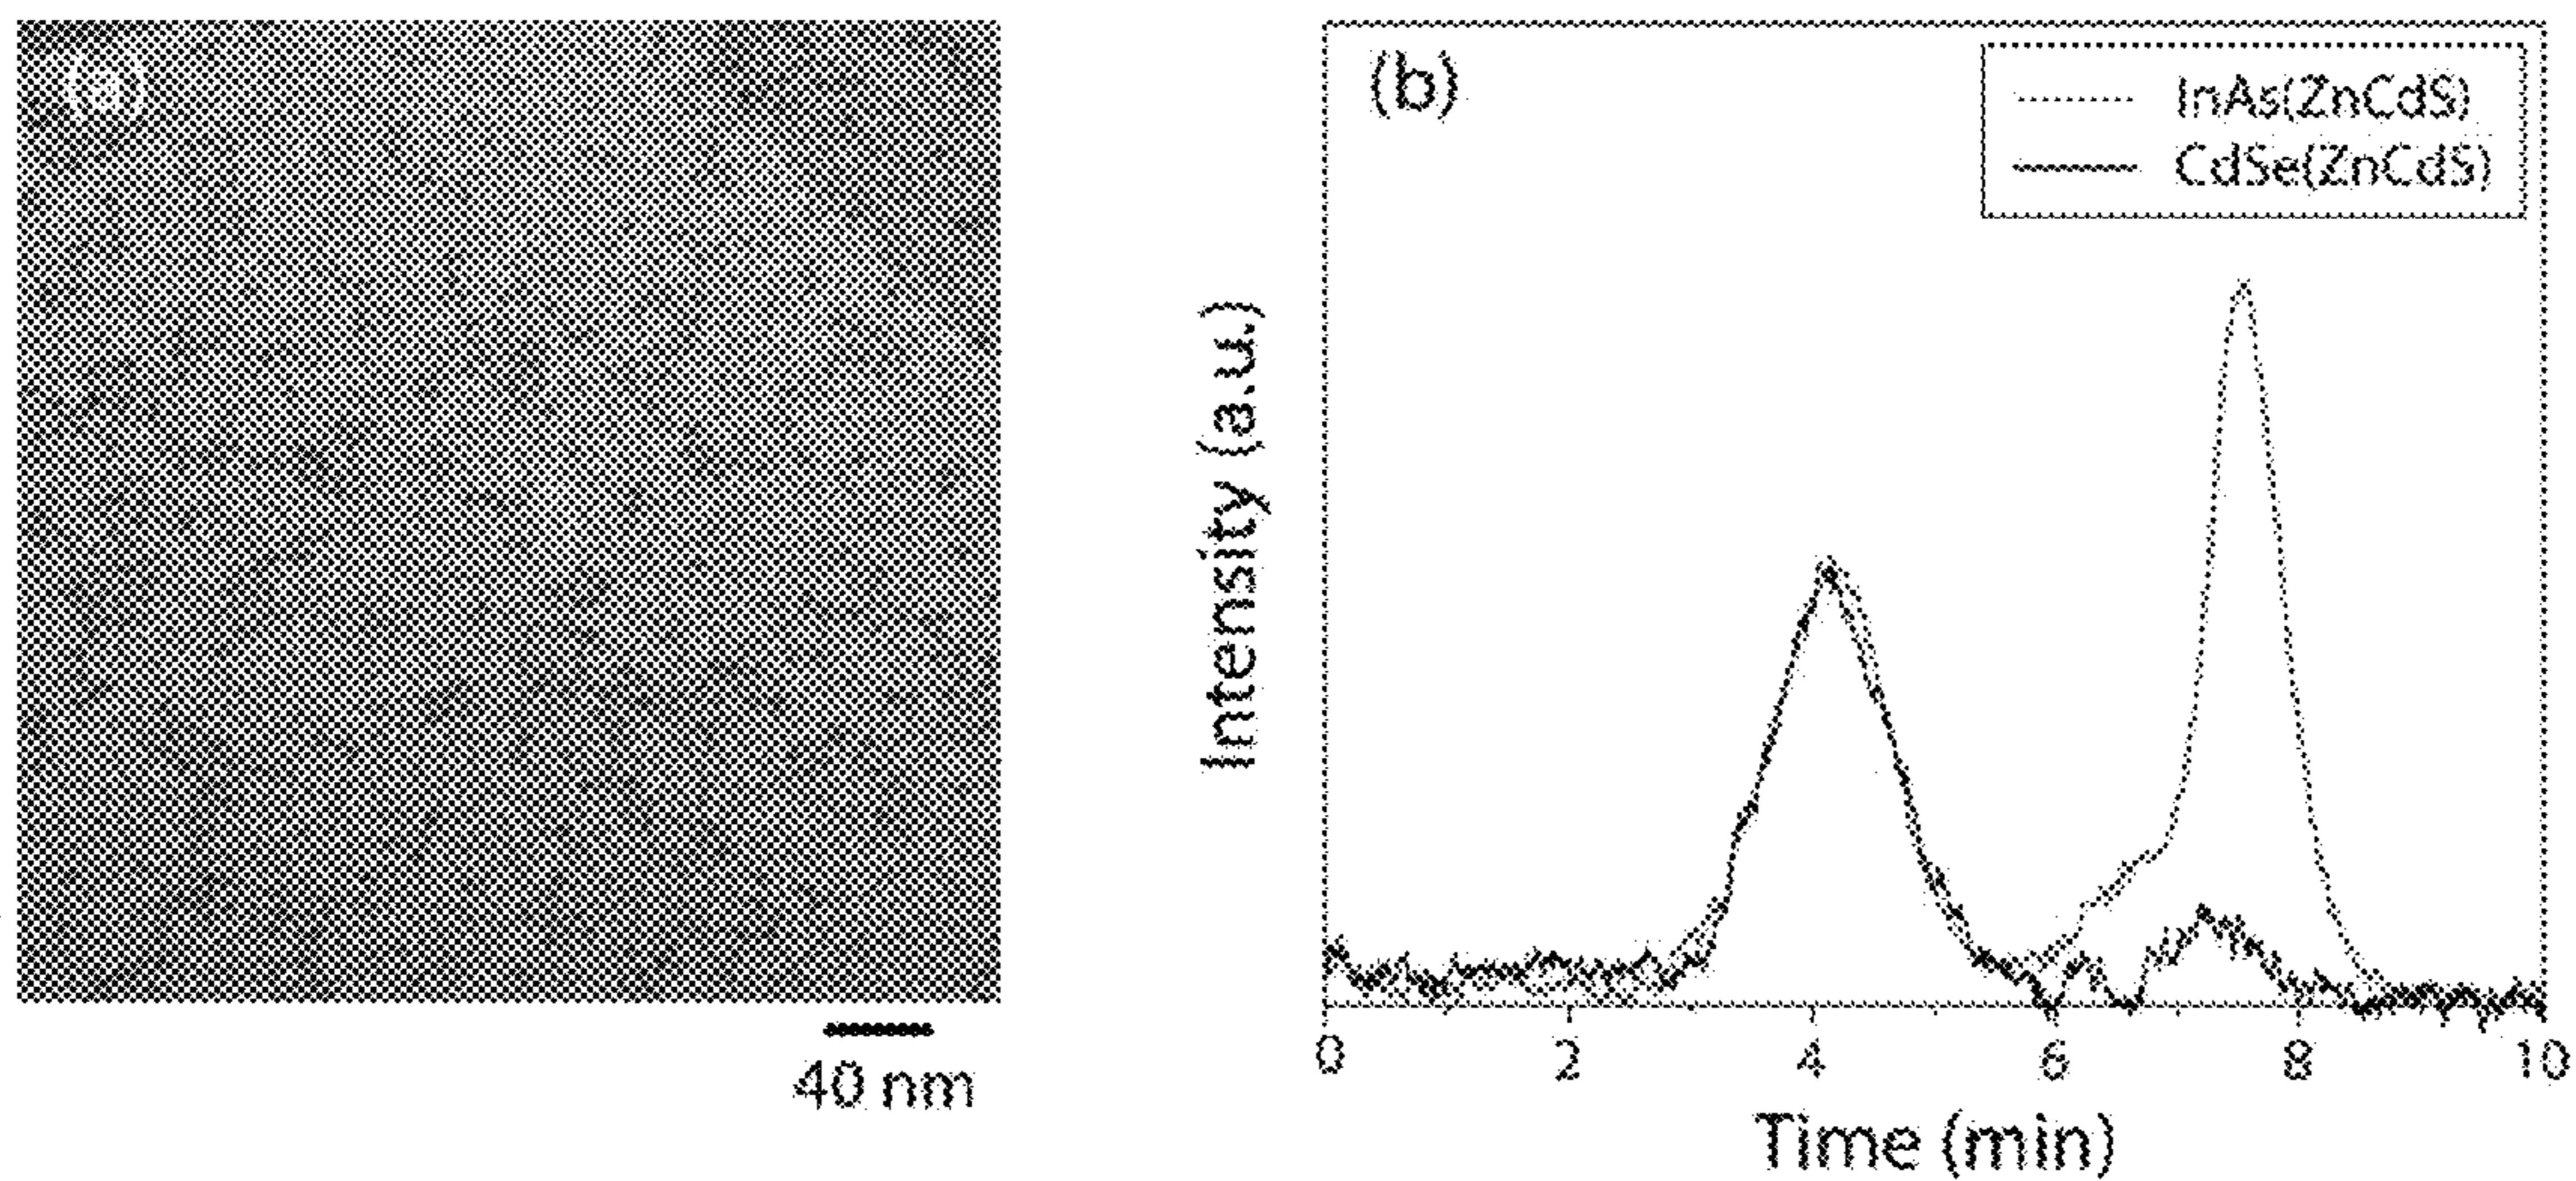 (a)
40 nm
(b)
InAs(ZnCdS)
CdSe(ZnCdS)
Intensity (a.u.)
0 2 4 6 8 10
Time (min)